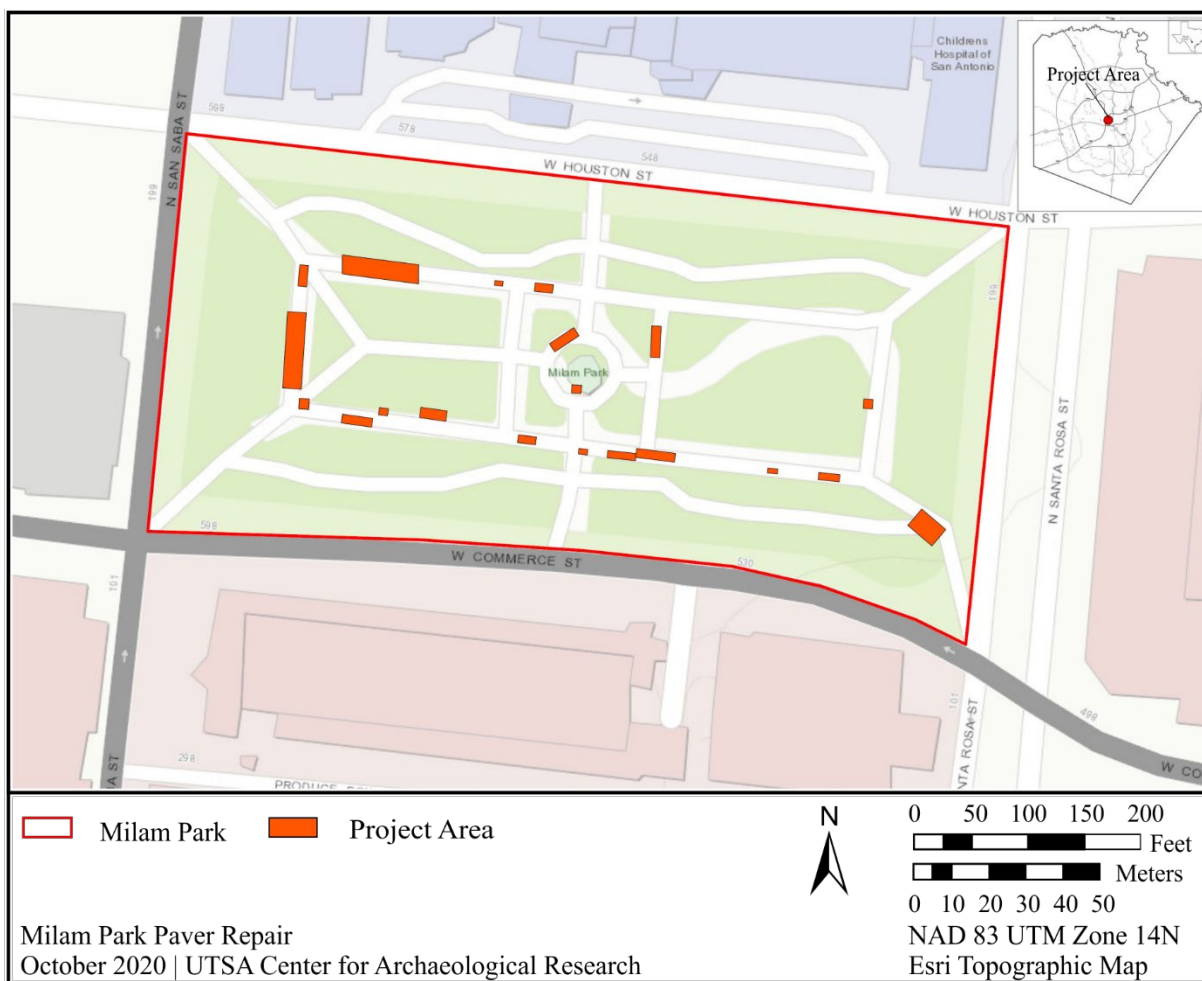 Childrens
Hospital of
San Antonio
Project Area
599
578
548
W HOUSTON ST
W HOUSTON ST
N SAN SABA ST
199
199
Milam Park
N SANTA ROSA ST
598
530
W COMMERCE ST
101
101
498
298
W CO
NTA ROSA ST
A ST
Milam Park
Project Area
N
0 50 100 150 200
Feet
Meters
0 10 20 30 40 50
Milam Park Paver Repair
October 2020 | UTSA Center for Archaeological Research
NAD 83 UTM Zone 14N
Esri Topographic Map